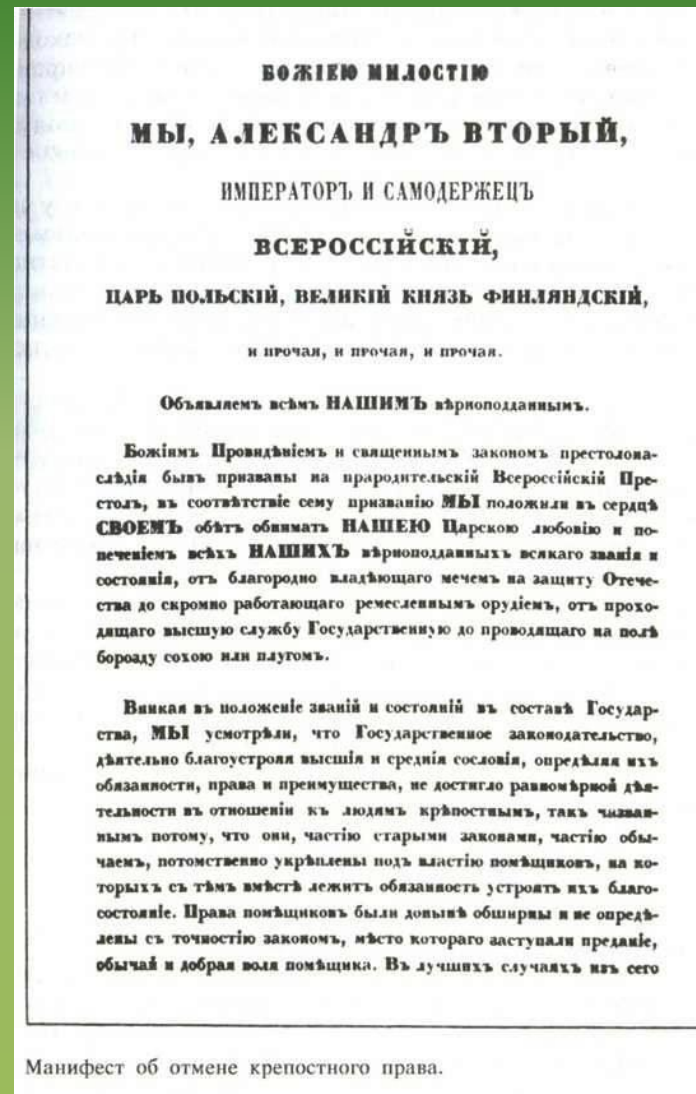 БОЖІЕЮ МИЛОСТІЮ
МЫ, АЛЕКСАНДРЪ ВТОРЫЙ,
ИМПЕРАТОРЪ И САМОДЕРЖЕЦЪ
ВСЕРОССІЙСКІЙ,
ЦАРЬ ПОЛЬСКІЙ, ВЕЛИКІЙ КНЯЗЬ ФИНЛЯНДСКІЙ,
И ПРОЧАЯ, И ПРОЧАЯ, И ПРОЧАЯ.
Объявляемъ всѣмъ НАШИМЪ вѣрноподданнымъ.
Божіимъ Провидѣніемъ и священнымъ закономъ престолона-
слѣдія бывъ призваны на прародительскій Всероссійскій Пре-
столъ, въ соотвѣтствіе сему призванію МЫ положили въ сердцѣ
СВОЕМЪ обѣтъ обнимать НАШЕЮ Царскою любовію и по-
печеніемъ всѣхъ НАШИХЪ вѣрноподданныхъ всякаго званія и
состоянія, отъ благородно владѣющаго мечемъ на защиту Отече-
ства до скромно работающаго ремесленнымъ орудіемъ, отъ прохо-
дящаго высшую службу Государственную до проводящаго на полѣ
борозду сохою или плугомъ.
Вникая въ положеніе званій и состояній въ составѣ Государ-
ства, МЫ усмотрѣли, что Государственное законодательство,
дѣятельно благоустрояя высшія и среднія сословія, опредѣляя ихъ
обязанности, права и преимущества, не достигло равномѣрной дѣя-
тельности въ отношеніи къ людямъ крѣпостнымъ, такъ назван-
нымъ потому, что они, частію старыми законами, частію обы-
чаемъ, потомственно укрѣплены подъ властію помѣщиковъ, на ко-
торыхъ съ тѣмъ вмѣстѣ лежитъ обязанность устроять ихъ благо-
состояніе. Права помѣщиковъ были донынѣ обширны и не опредѣ-
лены съ точностію закономъ, мѣсто котораго заступали преданіе,
обычай и добрая воля помѣщика. Въ лучшихъ случаяхъ изъ сего
Манифест об отмене крепостного права.